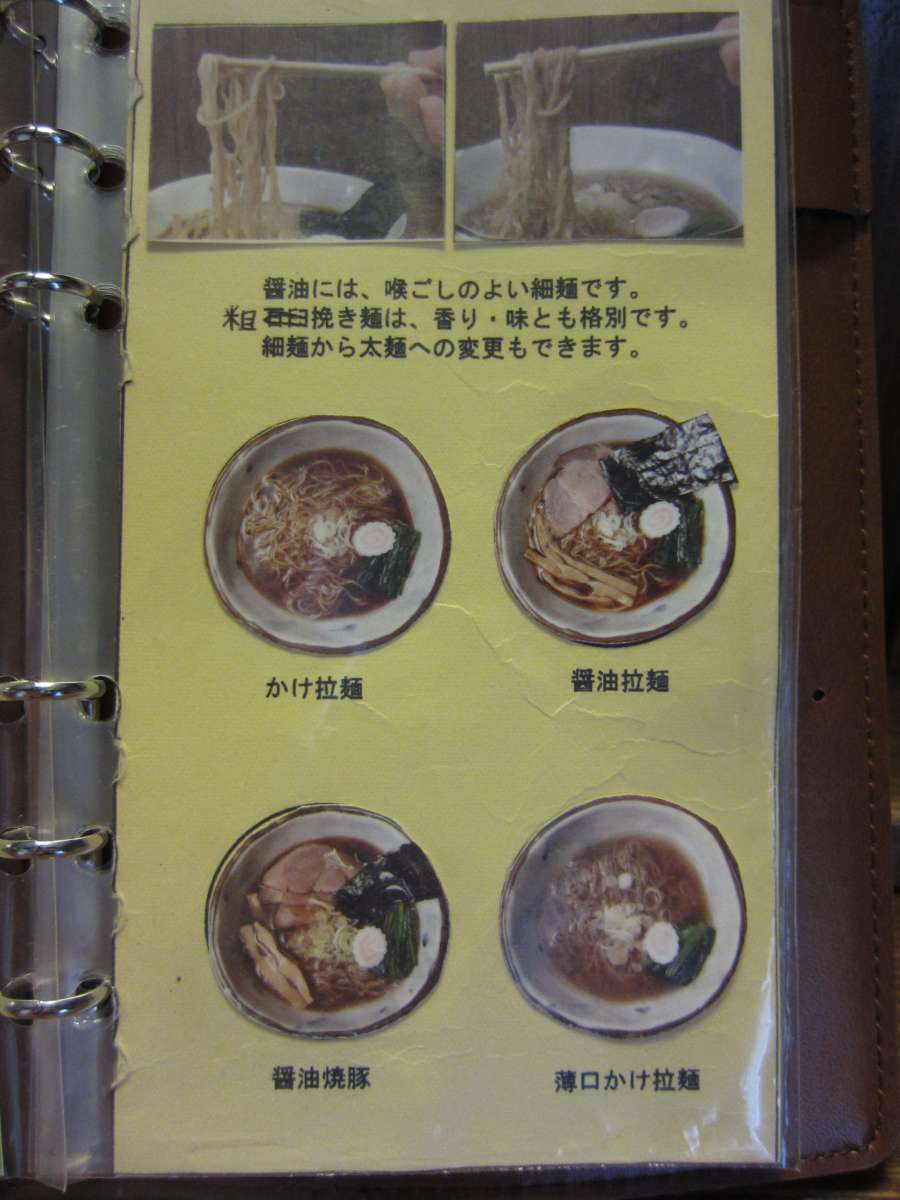 醤油には、喉ごしのよい細麺です。
粗挽き麺は、香り・味とも格別です。
細麺から太麺への変更もできます。
かけ拉麺
醤油拉麺
醤油焼豚
薄口かけ拉麺